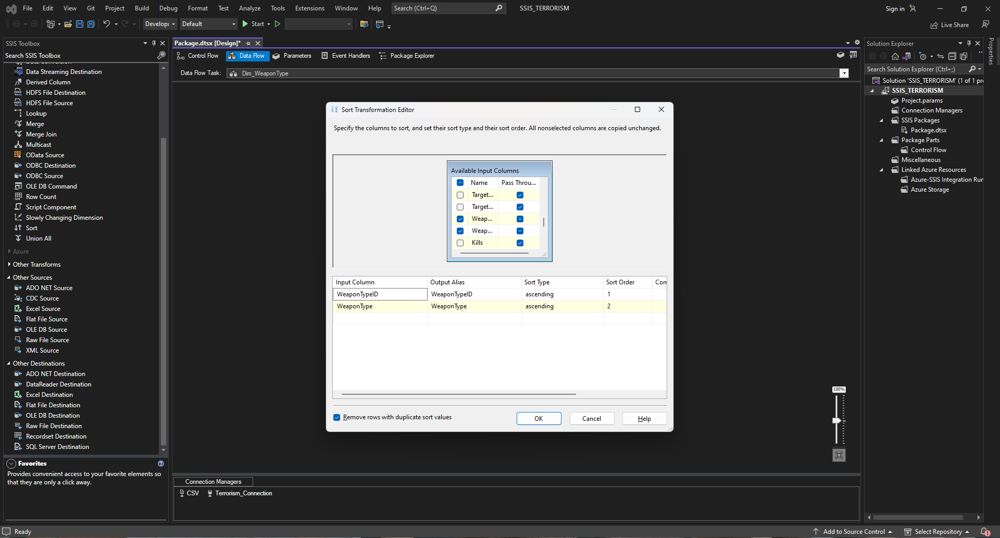 File Edit View Git Project Build Debug Format Test Analyze Tools Extensions Window Help Search (Ctrl+Q) SSIS_TERRORISM Sign in
Developı Default Start Live Share
SSIS Toolbox
Search SSIS Toolbox
Data Streaming Destination
Derived Column
HDFS File Destination
HDFS File Source
Lookup
Merge
Merge Join
Multicast
OData Source
ODBC Destination
ODBC Source
OLE DB Command
Row Count
Script Component
Slowly Changing Dimension
Sort
Union All
Azure
Other Transforms
Other Sources
ADO NET Source
CDC Source
Excel Source
Flat File Source
OLE DB Source
Raw File Source
XML Source
Other Destinations
ADO NET Destination
DataReader Destination
Excel Destination
Flat File Destination
OLE DB Destination
Raw File Destination
Recordset Destination
SQL Server Destination
Favorites
Provides convenient access to your favorite elements so
that they are only a click away.
Package.dtsx [Design]*
Control Flow Data Flow Parameters Event Handlers Package Explorer
Data Flow Task: Dim_WeaponType
Sort Transformation Editor
Specify the columns to sort, and set their sort type and their sort order. All nonselected columns are copied unchanged.
Available Input Columns
Name Pass Throu...
Target...
Target...
Weap...
Weap...
Kills
Input Column Output Alias Sort Type Sort Order Com
WeaponTypeID WeaponTypeID ascending 1
WeaponType WeaponType ascending 2
Remove rows with duplicate sort values OK Cancel Help
100%
Connection Managers
CSV Terrorism_Connection
Solution Explorer
Search Solution Explorer (Ctrl+;)
Solution 'SSIS_TERRORISM' (1 of 1 pr
SSIS_TERRORISM
Project.params
Connection Managers
SSIS Packages
Package.dtsx
Package Parts
Control Flow
Miscellaneous
Linked Azure Resources
Azure-SSIS Integration Run
Azure Storage
Properties
Ready Add to Source Control Select Repository 1